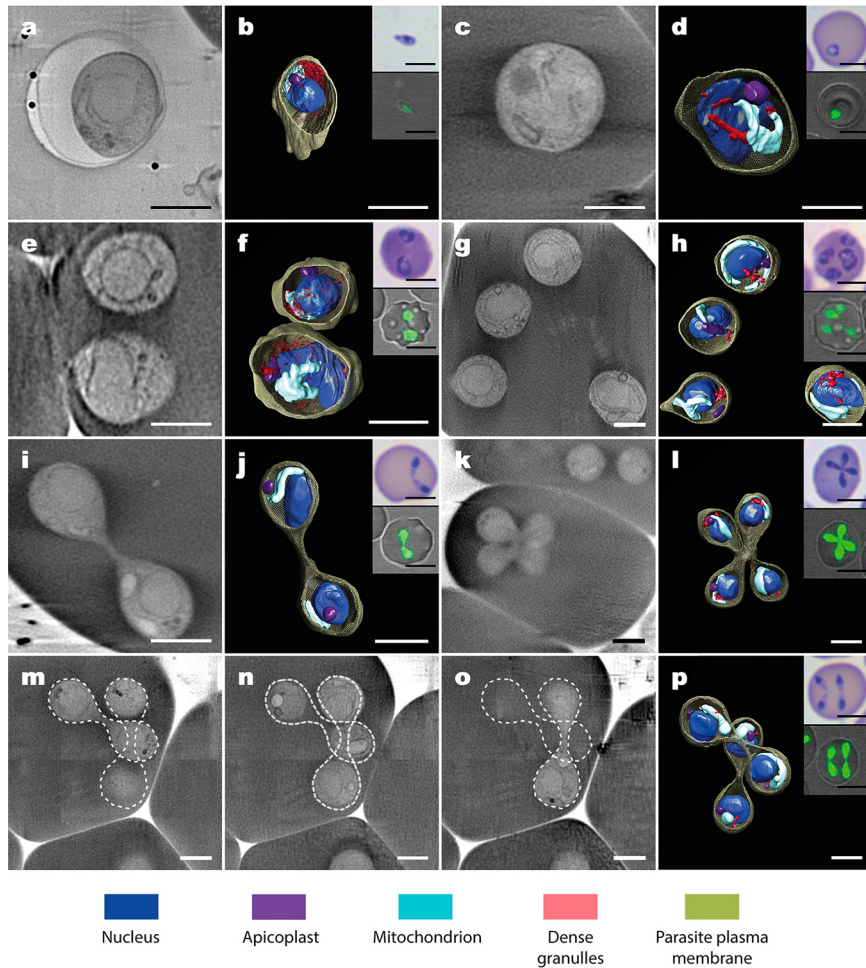 a
b
c
d
e
f
g
h
i
j
k
l
m
n
o
p
Nucleus
Apicoplast
Mitochondrion
Dense
granulles
Parasite plasma
membrane